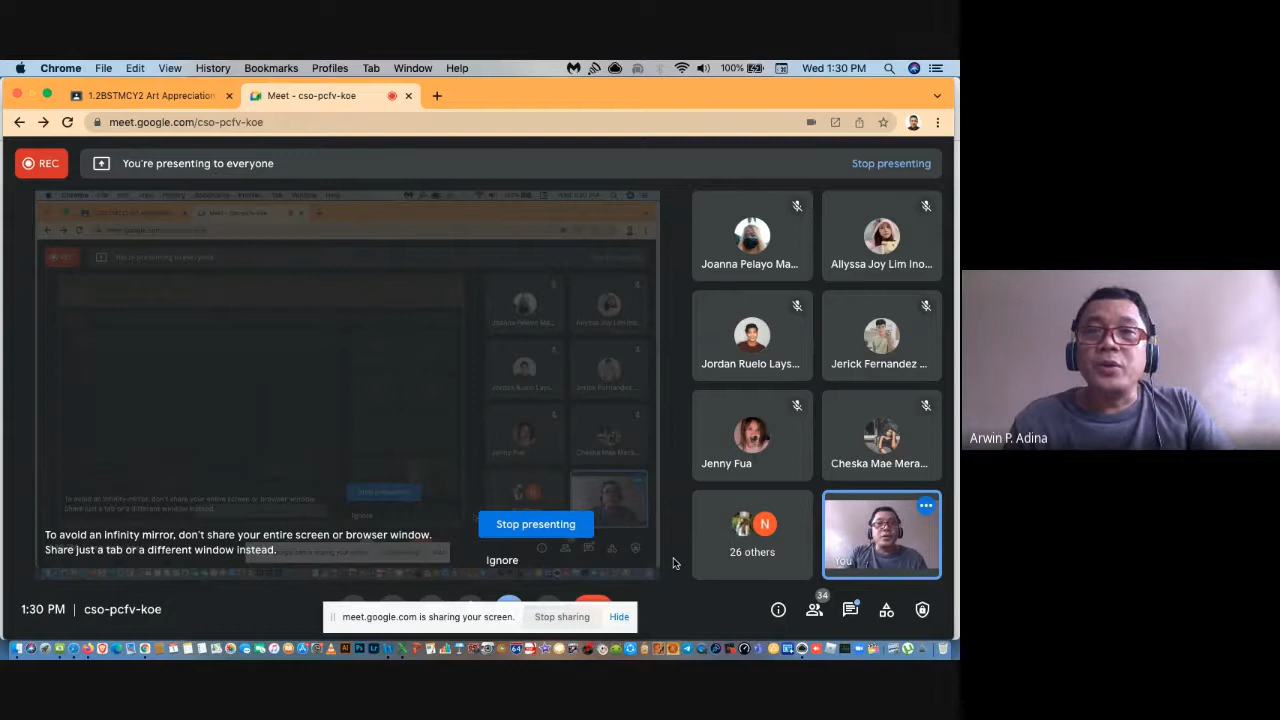 Chrome File Edit View History Bookmarks Profiles Tab Window Help 100% Wed 1:30 PM
1.2BSTMCY2 Art Appreciation Meet - cso-pcfv-koe
meet.google.com/cso-pcfv-koe
REC You're presenting to everyone Stop presenting
Joanna Pelayo Ma... Allyssa Joy Lim Ino...
Jordan Ruelo Lays... Jerick Fernandez ...
Jenny Fua Cheska Mae Mera...
Arwin P. Adina
Stop presenting
To avoid an infinity mirror, don't share your entire screen or browser window.
Share just a tab or a different window instead.
Ignore
N
26 others
You
34
1:30 PM cso-pcfv-koe
meet.google.com is sharing your screen. Stop sharing Hide